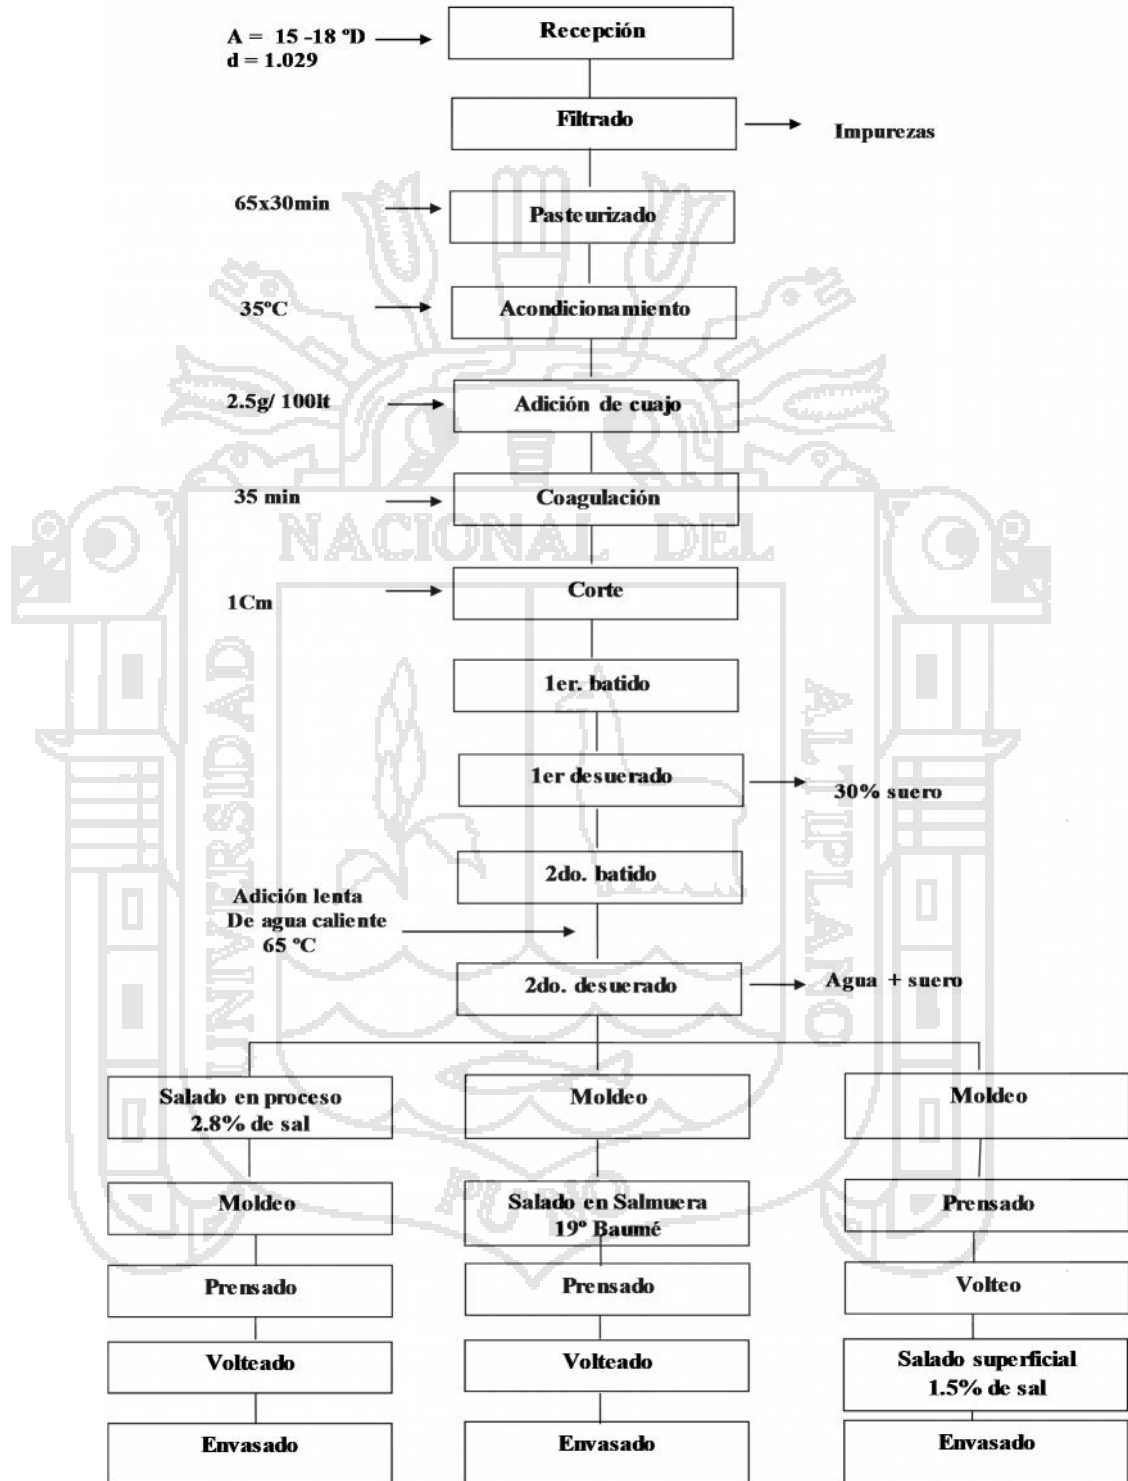 A = 15 -18 ºD
d = 1.029
Recepción
Filtrado
Impurezas
65x30min
Pasteurizado
35ºC
Acondicionamiento
2.5g/ 100lt
Adición de cuajo
35 min
Coagulación
1Cm
Corte
1er. batido
1er desuerado
30% suero
2do. batido
Adición lenta
De agua caliente
65 ºC
2do. desuerado
Agua + suero
Salado en proceso
2.8% de sal
Moldeo
Prensado
Volteado
Envasado
Moldeo
Salado en Salmuera
19º Baumé
Prensado
Volteado
Envasado
Moldeo
Prensado
Volteo
Salado superficial
1.5% de sal
Envasado
UNIVERSIDAD
NACIONAL DEL
ALTIPLANO
PUNO